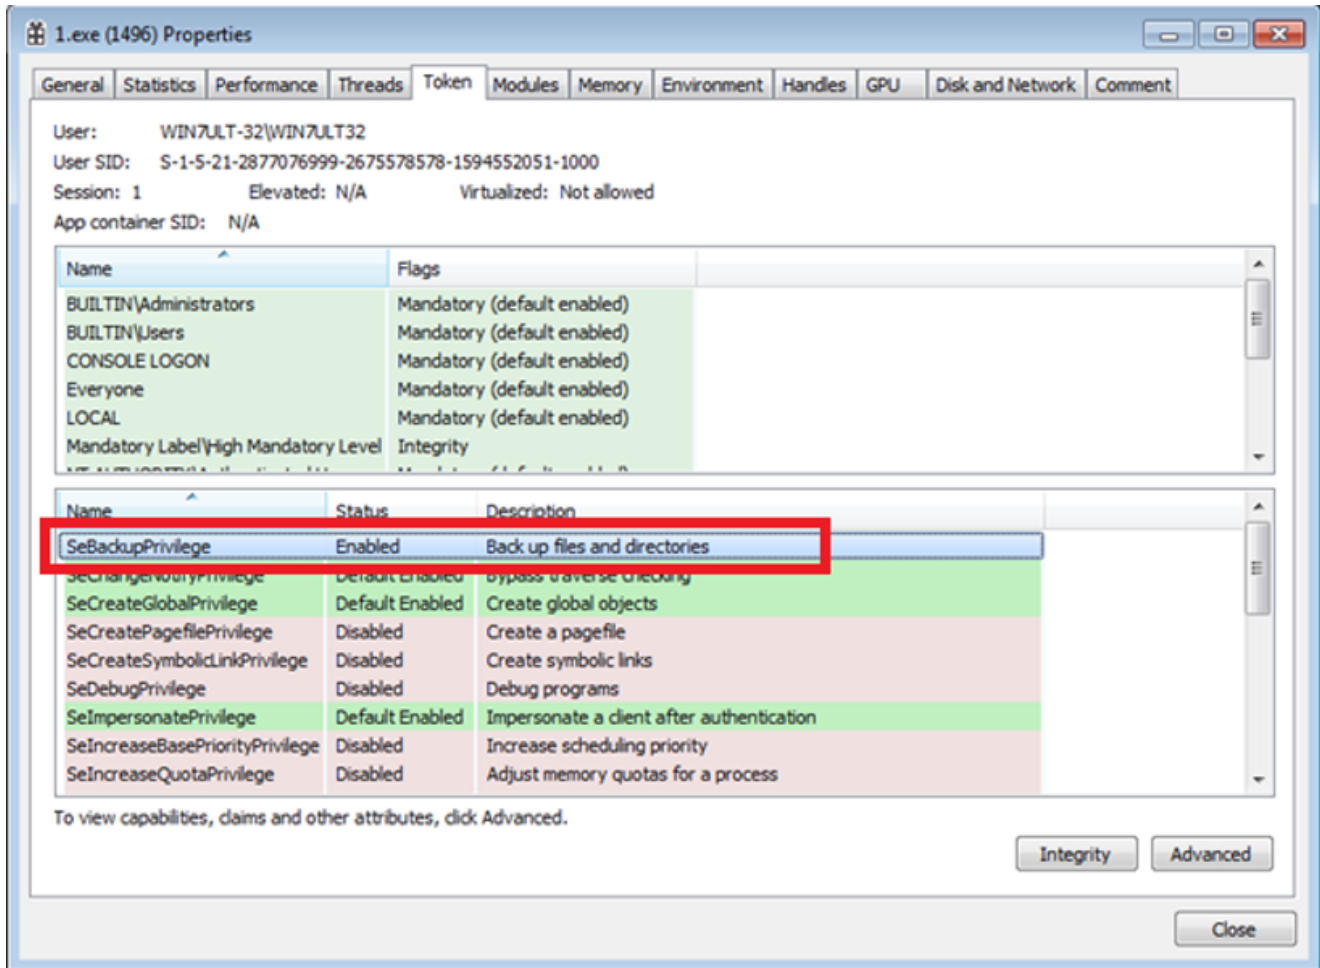 1.exe (1496) Properties
General Statistics Performance Threads Token Modules Memory Environment Handles GPU Disk and Network Comment
User: WIN7ULT-32\WIN7ULT32
User SID: S-1-5-21-2877076999-2675578578-1594552051-1000
Session: 1 Elevated: N/A Virtualized: Not allowed
App container SID: N/A
Name Flags
BUILTIN\Administrators Mandatory (default enabled)
BUILTIN\Users Mandatory (default enabled)
CONSOLE LOGON Mandatory (default enabled)
Everyone Mandatory (default enabled)
LOCAL Mandatory (default enabled)
Mandatory Label\High Mandatory Level Integrity
Name Status Description
SeBackupPrivilege Enabled Back up files and directories
SeChangeNotifyPrivilege Default Enabled Bypass traverse checking
SeCreateGlobalPrivilege Default Enabled Create global objects
SeCreatePagefilePrivilege Disabled Create a pagefile
SeCreateSymbolicLinkPrivilege Disabled Create symbolic links
SeDebugPrivilege Disabled Debug programs
SeImpersonatePrivilege Default Enabled Impersonate a client after authentication
SeIncreaseBasePriorityPrivilege Disabled Increase scheduling priority
SeIncreaseQuotaPrivilege Disabled Adjust memory quotas for a process
To view capabilities, claims and other attributes, click Advanced.
Integrity Advanced
Close